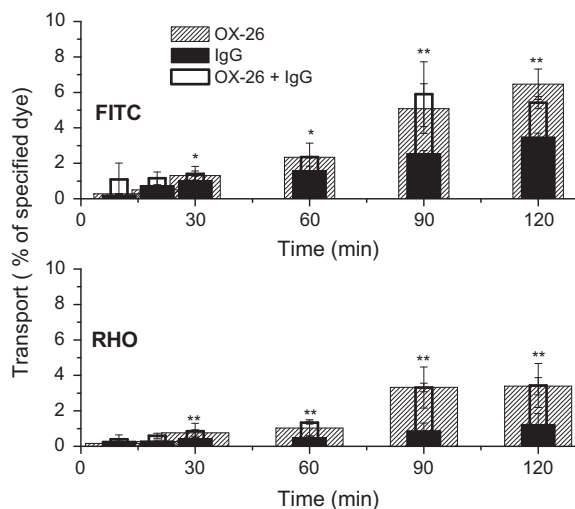 OX-26
IgG
OX-26 + IgG
FITC
10
8
6
4
2
0
* * ** **
0 30 60 90 120
Time (min)
Transport ( % of specified dye)
RHO
10
8
6
4
2
0
** ** ** **
0 30 60 90 120
Time (min)